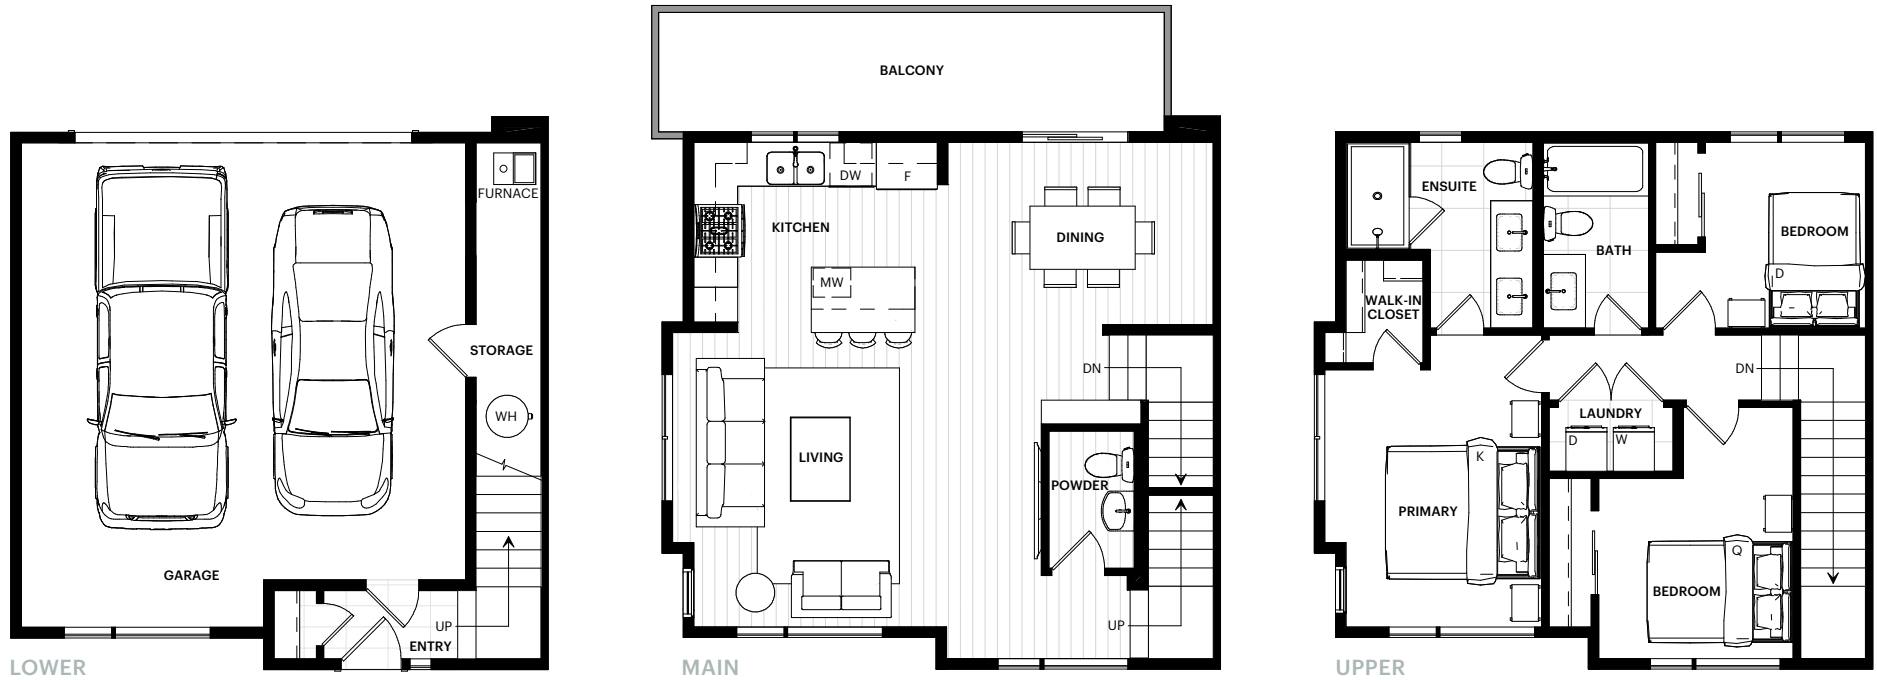 FURNACE
STORAGE
WH
GARAGE
UP
ENTRY
LOWER
BALCONY
DW
F
KITCHEN
DINING
MW
DN
LIVING
POWDER
UP
MAIN
ENSUITE
BATH
BEDROOM
D
WALK-IN
CLOSET
DN
LAUNDRY
D
W
K
PRIMARY
Q
BEDROOM
UPPER